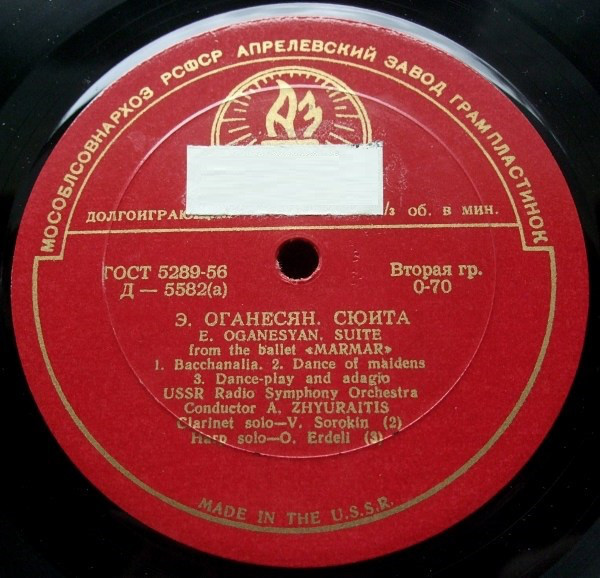 МОСОБЛСОВНАРХОЗ РСФСР АПРЕЛЕВСКИЙ ЗАВОД ГРАМПЛАСТИНОК
АЗ
об. в мин.
ГОСТ 5289-56
Вторая гр.
Д — 5582(а)
0-70
Э. ОГАНЕСЯН. СЮИТА
E. OGANESYAN. SUITE
from the ballet «MARMAR»
1. Bacchanalia. 2. Dance of maidens
3. Dance-play and adagio
USSR Radio Symphony Orchestra
Conductor A. ZHYURAITIS
Clarinet solo—V. Sorokin (2)
Harp solo—O. Erdeli (3)
MADE IN THE U.S.S.R.